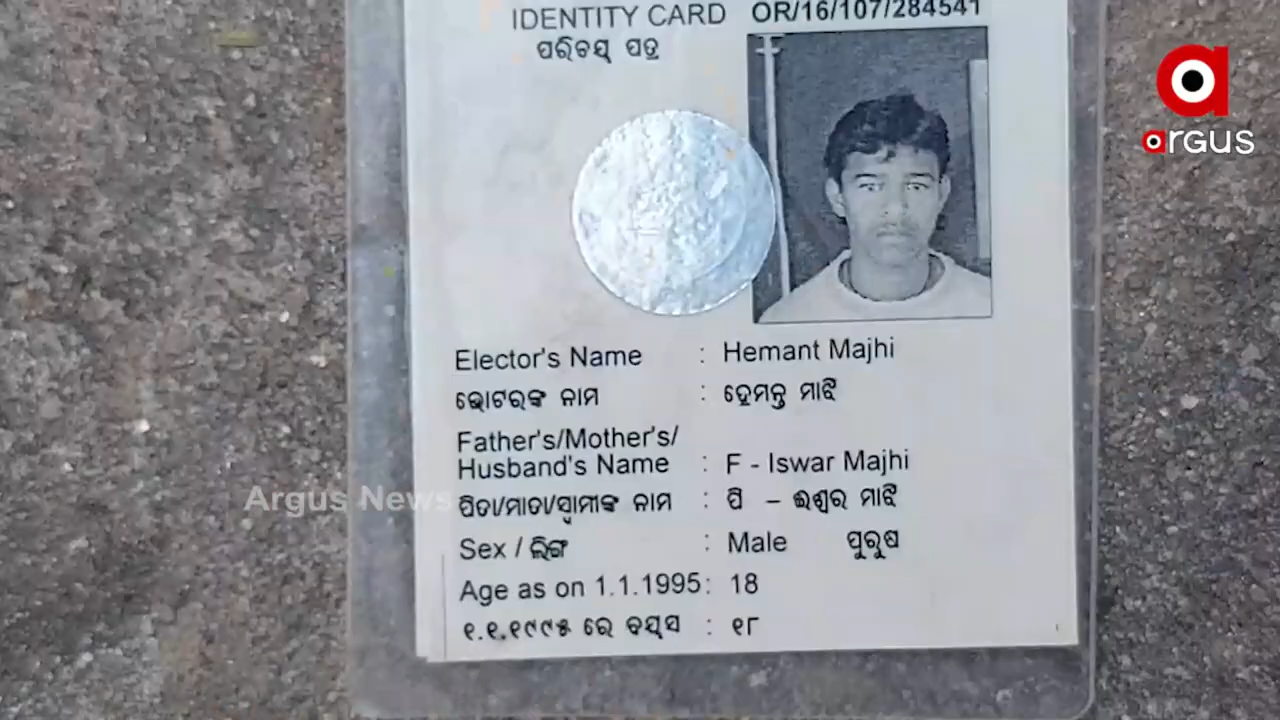 IDENTITY CARD OR/16/107/284541
ପରିଚୟ ପତ୍ର
argus
Elector's Name : Hemant Majhi
ଭୋଟରଙ୍କ ନାମ : ହେମନ୍ତ ମାଝି
Father's/Mother's/
Husband's Name : F - Iswar Majhi
ପିତା/ମାତା/ସ୍ୱାମୀଙ୍କ ନାମ : ପି – ଈଶ୍ୱର ମାଝି
Argus News
Sex / ଲିଙ୍ଗ : Male ପୁରୁଷ
Age as on 1.1.1995: 18
୧.୧.୧୯୯୫ ରେ ବୟସ : ୧୮